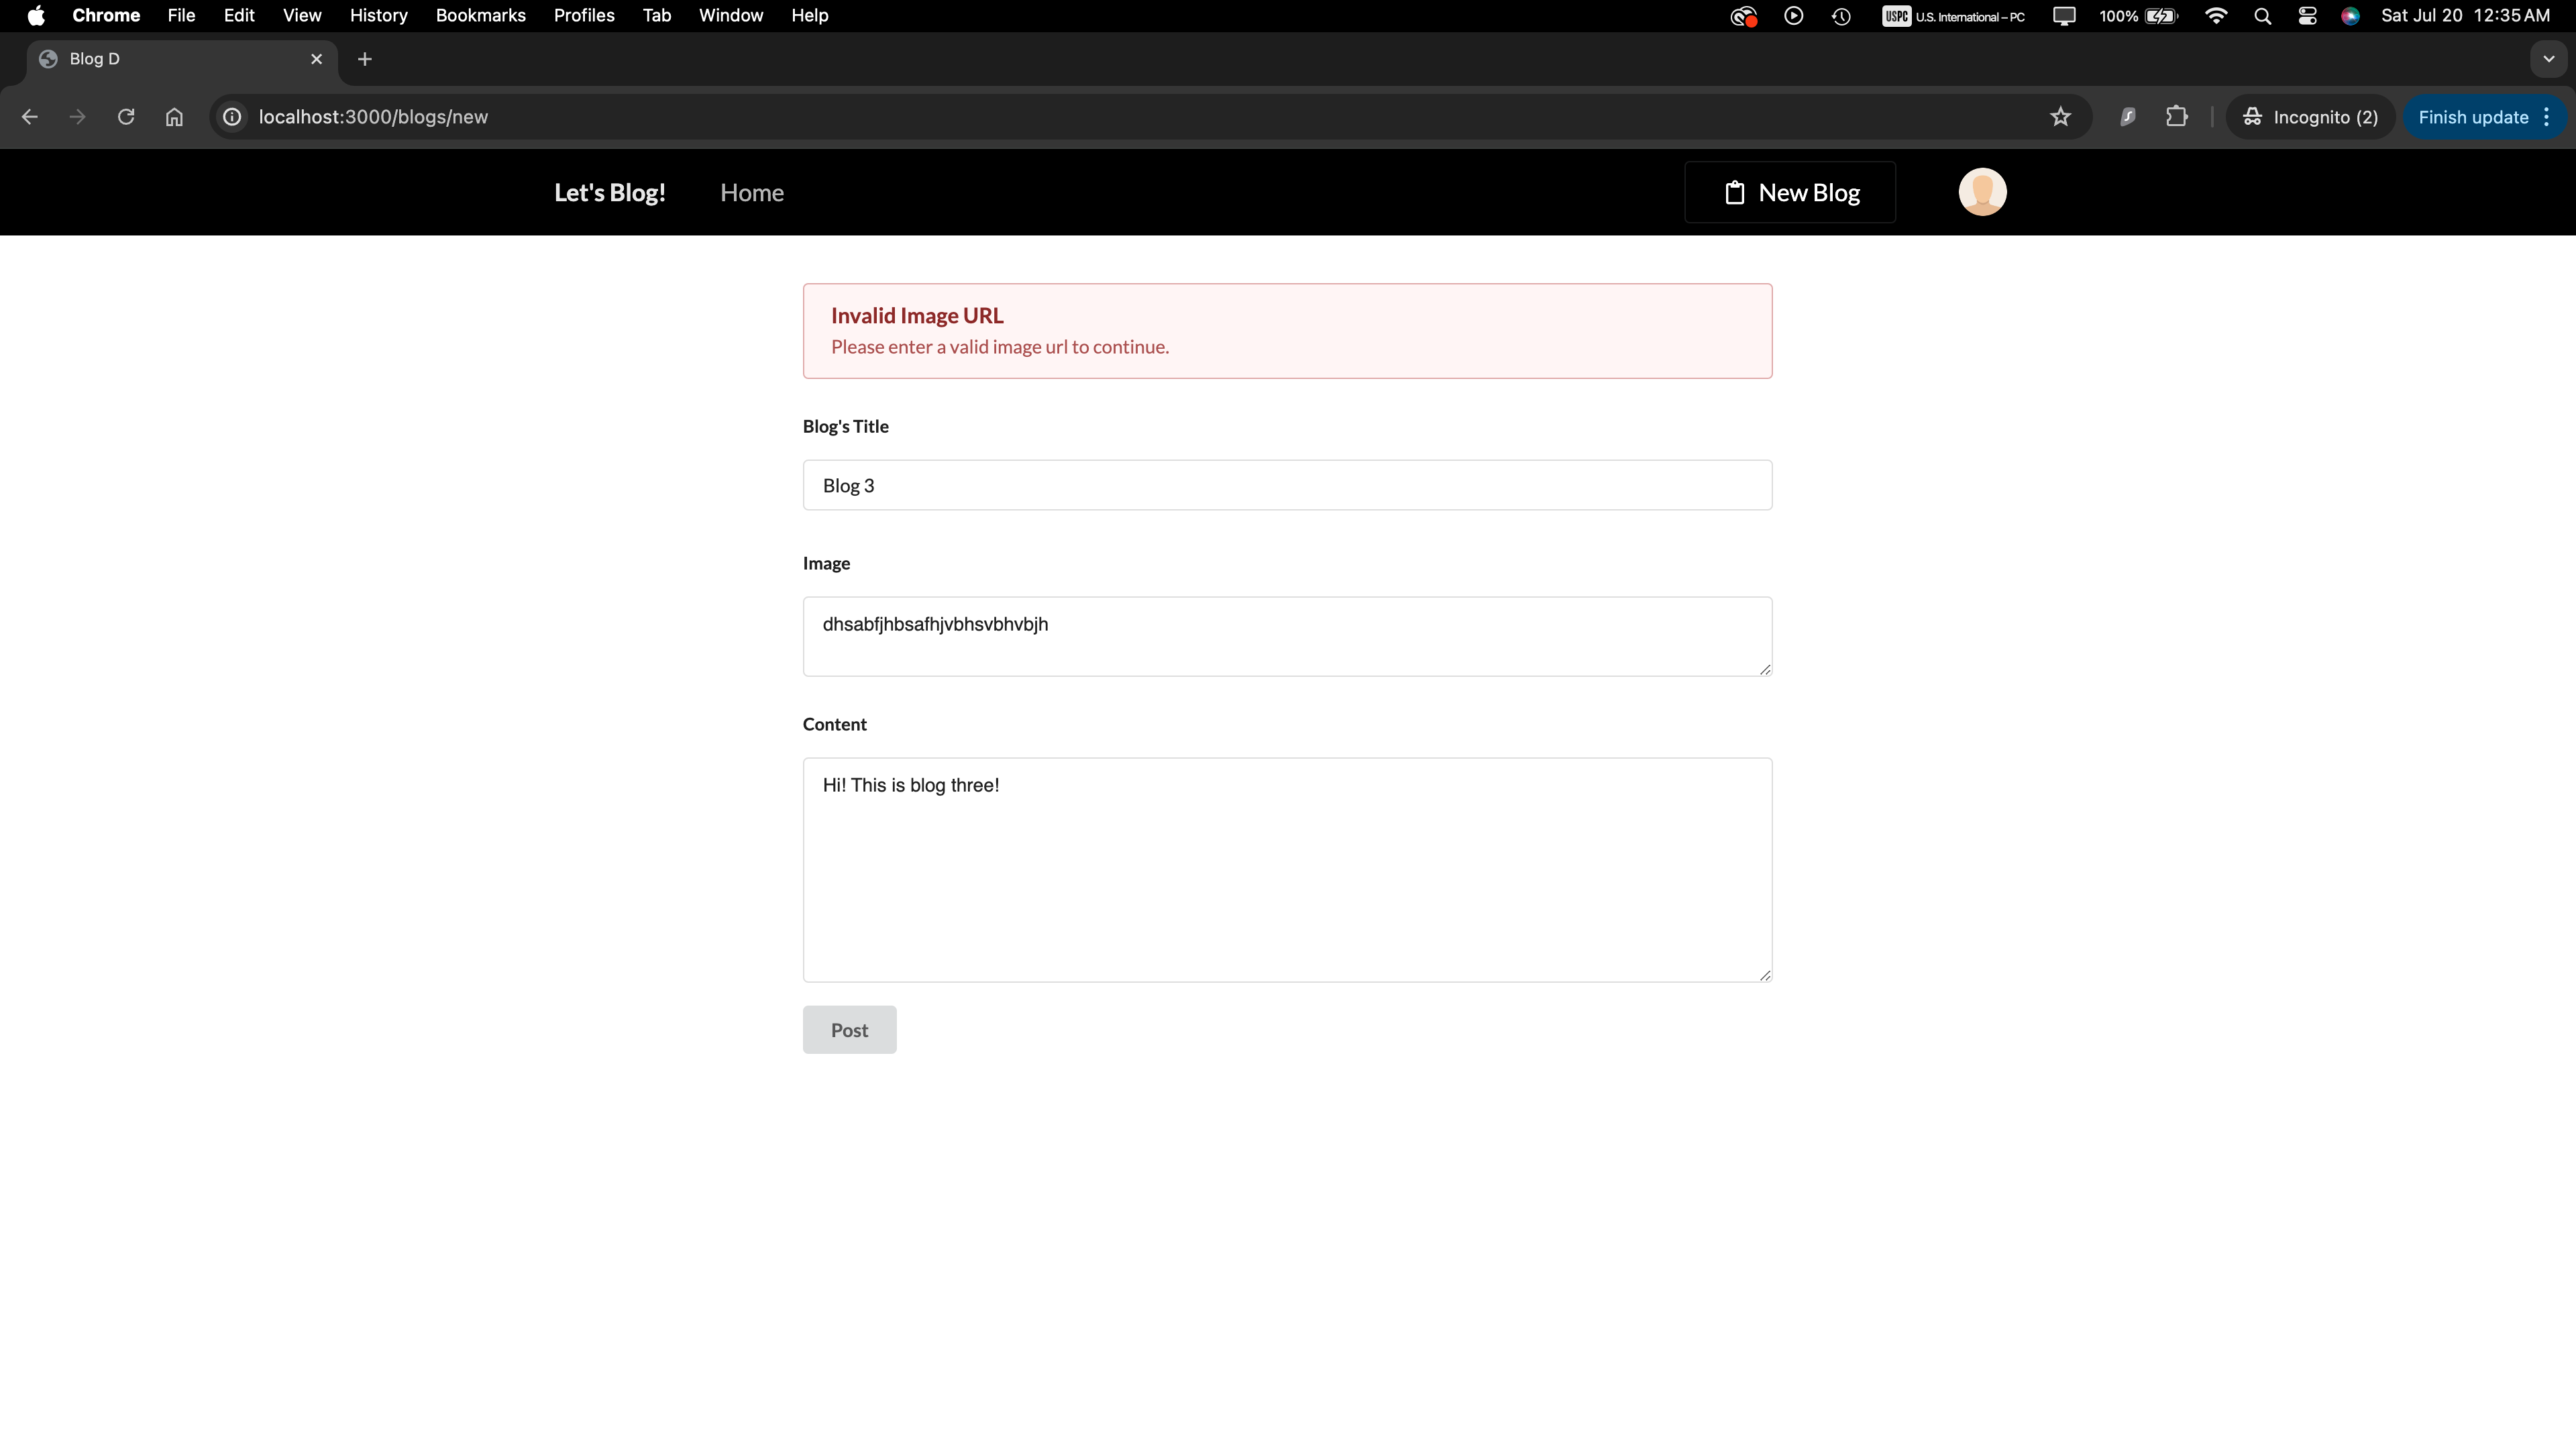 Chrome File Edit View History Bookmarks Profiles Tab Window Help USPC U.S. International – PC 100% Sat Jul 20 12:35 AM
Blog D
localhost:3000/blogs/new Incognito (2) Finish update
Let's Blog! Home New Blog
Invalid Image URL
Please enter a valid image url to continue.
Blog's Title
Blog 3
Image
dhsabfjhbsafhjvbhsvbhvbjh
Content
Hi! This is blog three!
Post